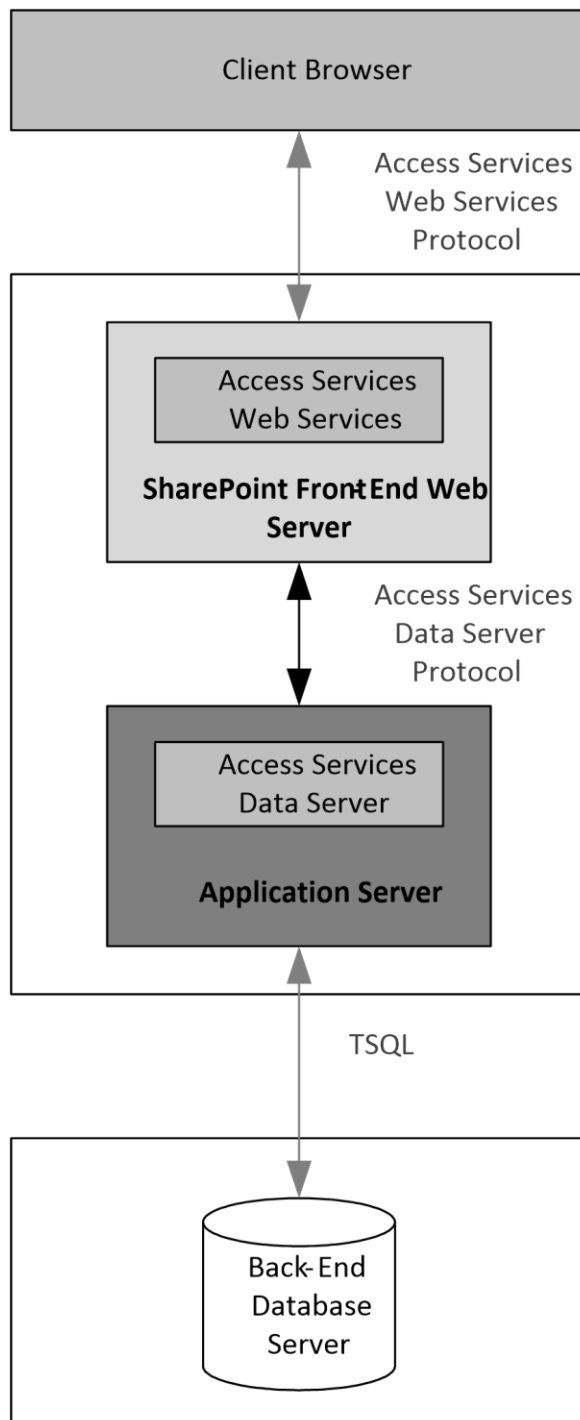 Client Browser
Access Services
Web Services
Protocol
Access Services
Web Services
SharePoint Front-End Web
Server
Access Services
Data Server
Protocol
Access Services
Data Server
Application Server
TSQL
Back-End
Database
Server